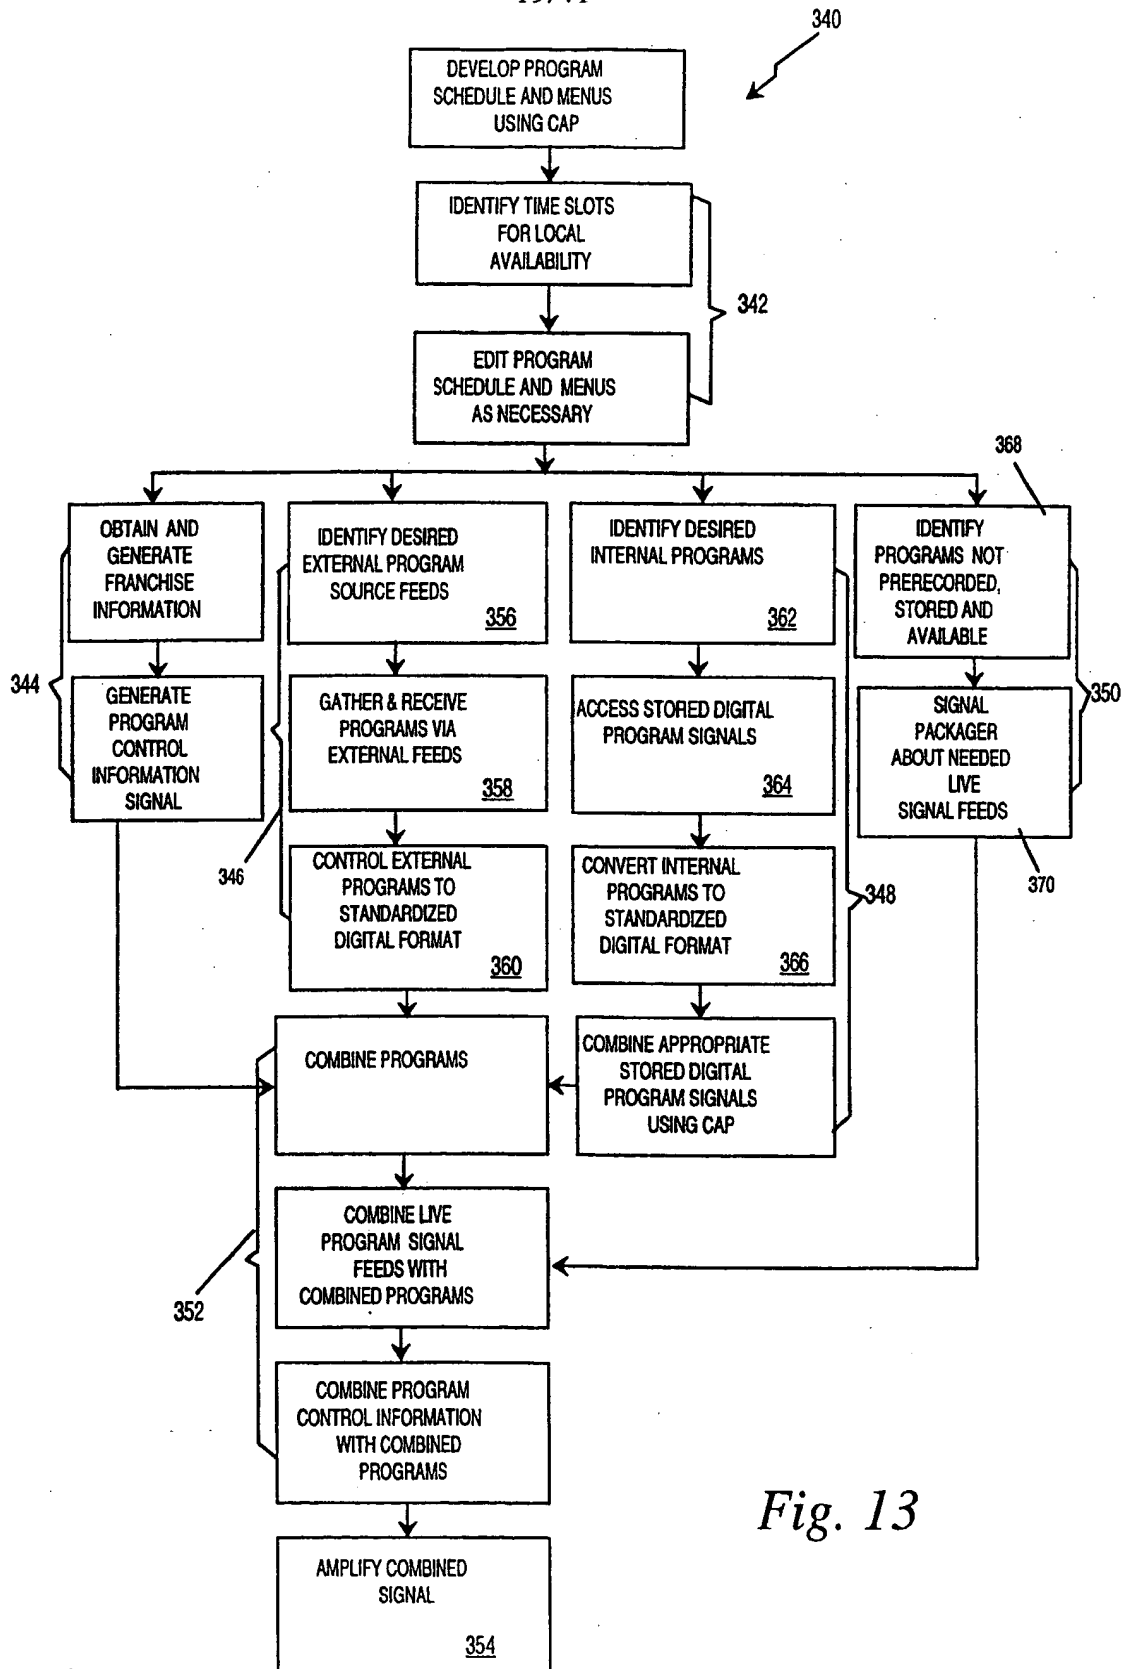 340
DEVELOP PROGRAM
SCHEDULE AND MENUS
USING CAP
IDENTIFY TIME SLOTS
FOR LOCAL
AVAILABILITY
342
EDIT PROGRAM
SCHEDULE AND MENUS
AS NECESSARY
368
OBTAIN AND
GENERATE
FRANCHISE
INFORMATION
IDENTIFY DESIRED
EXTERNAL PROGRAM
SOURCE FEEDS
356
IDENTIFY DESIRED
INTERNAL PROGRAMS
362
IDENTIFY
PROGRAMS NOT
PRERECORDED,
STORED AND
AVAILABLE
344
350
GENERATE
PROGRAM
CONTROL
INFORMATION
SIGNAL
GATHER & RECEIVE
PROGRAMS VIA
EXTERNAL FEEDS
358
ACCESS STORED DIGITAL
PROGRAM SIGNALS
364
SIGNAL
PACKAGER
ABOUT NEEDED
LIVE
SIGNAL FEEDS
346
370
CONTROL EXTERNAL
PROGRAMS TO
STANDARDIZED
DIGITAL FORMAT
360
CONVERT INTERNAL
PROGRAMS TO
STANDARDIZED
DIGITAL FORMAT
366
348
COMBINE PROGRAMS
COMBINE APPROPRIATE
STORED DIGITAL
PROGRAM SIGNALS
USING CAP
COMBINE LIVE
PROGRAM SIGNAL
FEEDS WITH
COMBINED PROGRAMS
352
COMBINE PROGRAM
CONTROL INFORMATION
WITH COMBINED
PROGRAMS
Fig. 13
AMPLIFY COMBINED
SIGNAL
354